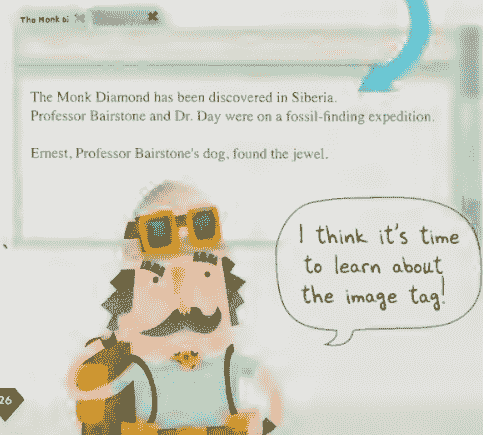 The Monk Di
The Monk Diamond has been discovered in Siberia.
Professor Bairstone and Dr. Day were on a fossil-finding expedition.
Ernest, Professor Bairstone's dog, found the jewel.
I think it's time
to learn about
the image tag!
26